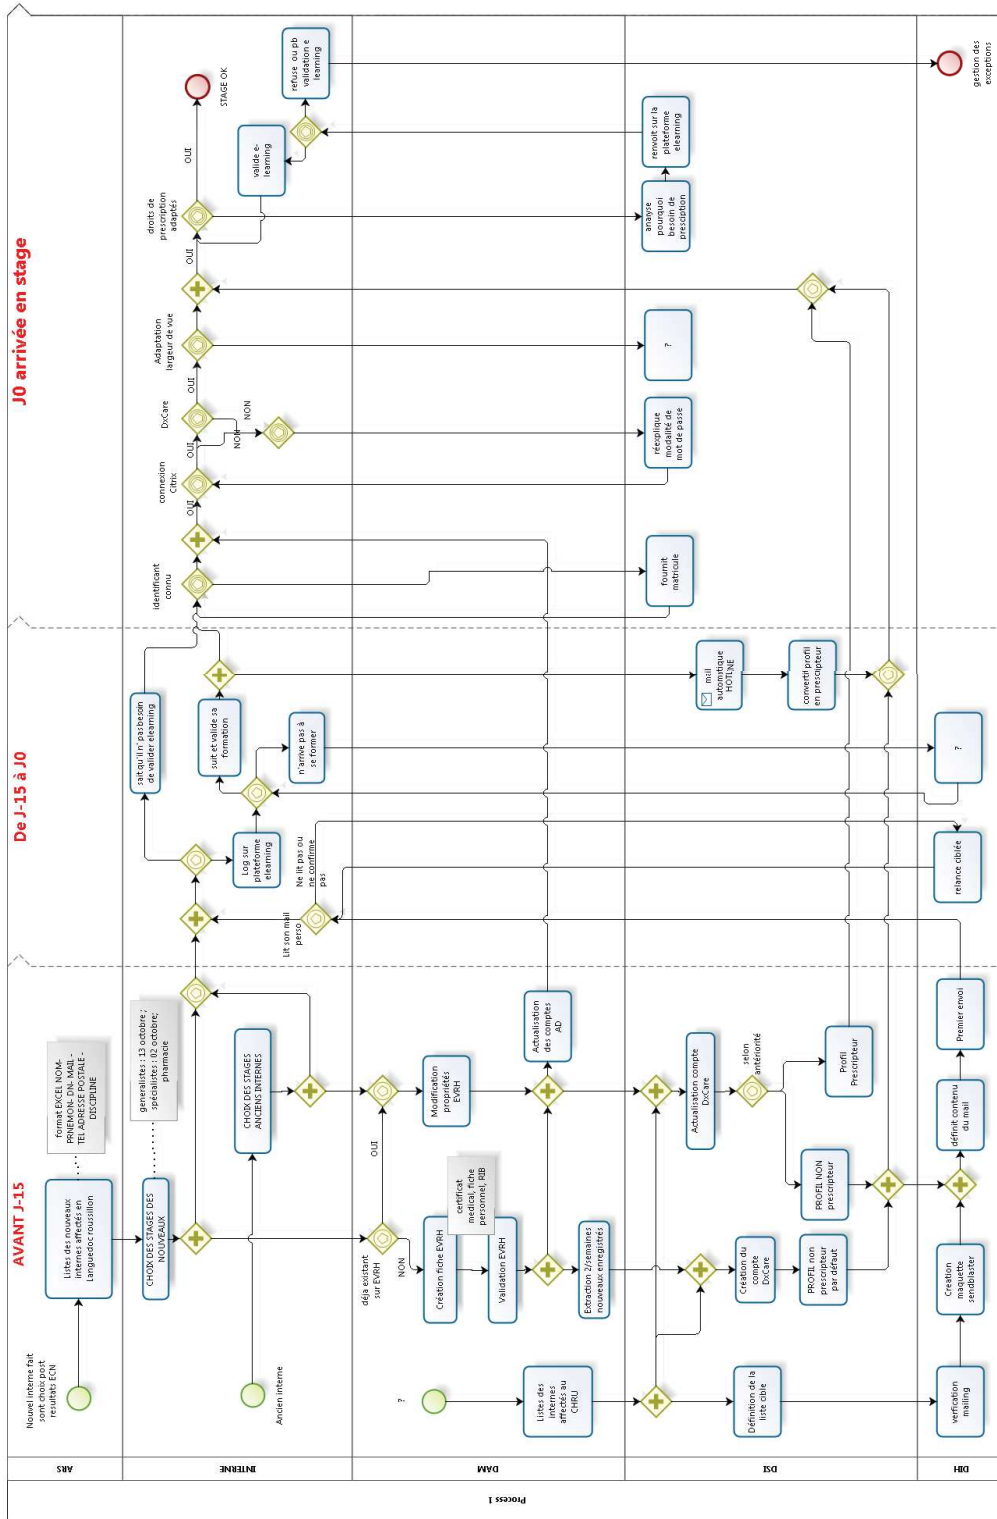 AVANT J-15
De J-15 à J0
J0 arrivée en stage
Process 1
ARS
INTERNE
DAM
DSI
DIH
Nouvel interne fait
sont choix post
resultats ECN
Listes des nouveaux
internes affectés en
Languedoc roussillon
format EXCEL NOM-
PRNEMON- DN- MAIL -
TEL ADRESSE POSTALE -
DISCIPLINE
CHOIX DES STAGES DES
NOUVEAUX
generalistes : 13 octobre ;
spécialistes : 02 octobre;
pharmacie
Ancien interne
CHOIX DES STAGES
ANCIENS INTERNES
sait qu'il n' pas besoin
de valider elearning
Log sur
plateforme
elearning
suit et valide sa
formation
n'arrive pas à
se former
Lit son mail
perso
Ne lit pas ou
ne confirme
pas
identifiant
connu
OUI
connexion
Citrix
OUI
NON
DxCare
NON
OUI
Adaptation
largeur de vue
OUI
droits de
prescription
adaptés
OUI
STAGE OK
valide e-
learning
refuse ou pb
validation e
learning
?
Listes des
internes
affectés au
CHRU
déja existant
sur EVRH
OUI
NON
Création fiche EVRH
Validation EVRH
certificat
medical, fiche
personnel, RIB
Extraction 2/semaines
nouveaux enregistrés
Modification
propriétés
EVRH
Actualisation
des comptes
AD
fournit
matricule
réexplique
modalité de
mot de passe
?
analyse
pourquoi
besoin de
presciption
renvoit sur la
plateforme
elearning
Définition de la
liste cible
Création du
compte
DxCare
PROFIL non
prescripteur
par défaut
Actualisation compte
DxCare
selon
antériorité
PROFIL NON
prescripteur
Profil
Prescripteur
mail
automatique
HOTLINE
convertif profil
en prescipteur
verfication
mailing
Creation
maquette
sendblaster
définit contenu
du mail
Premier envoi
relance ciblée
?
gestion des
exceptions